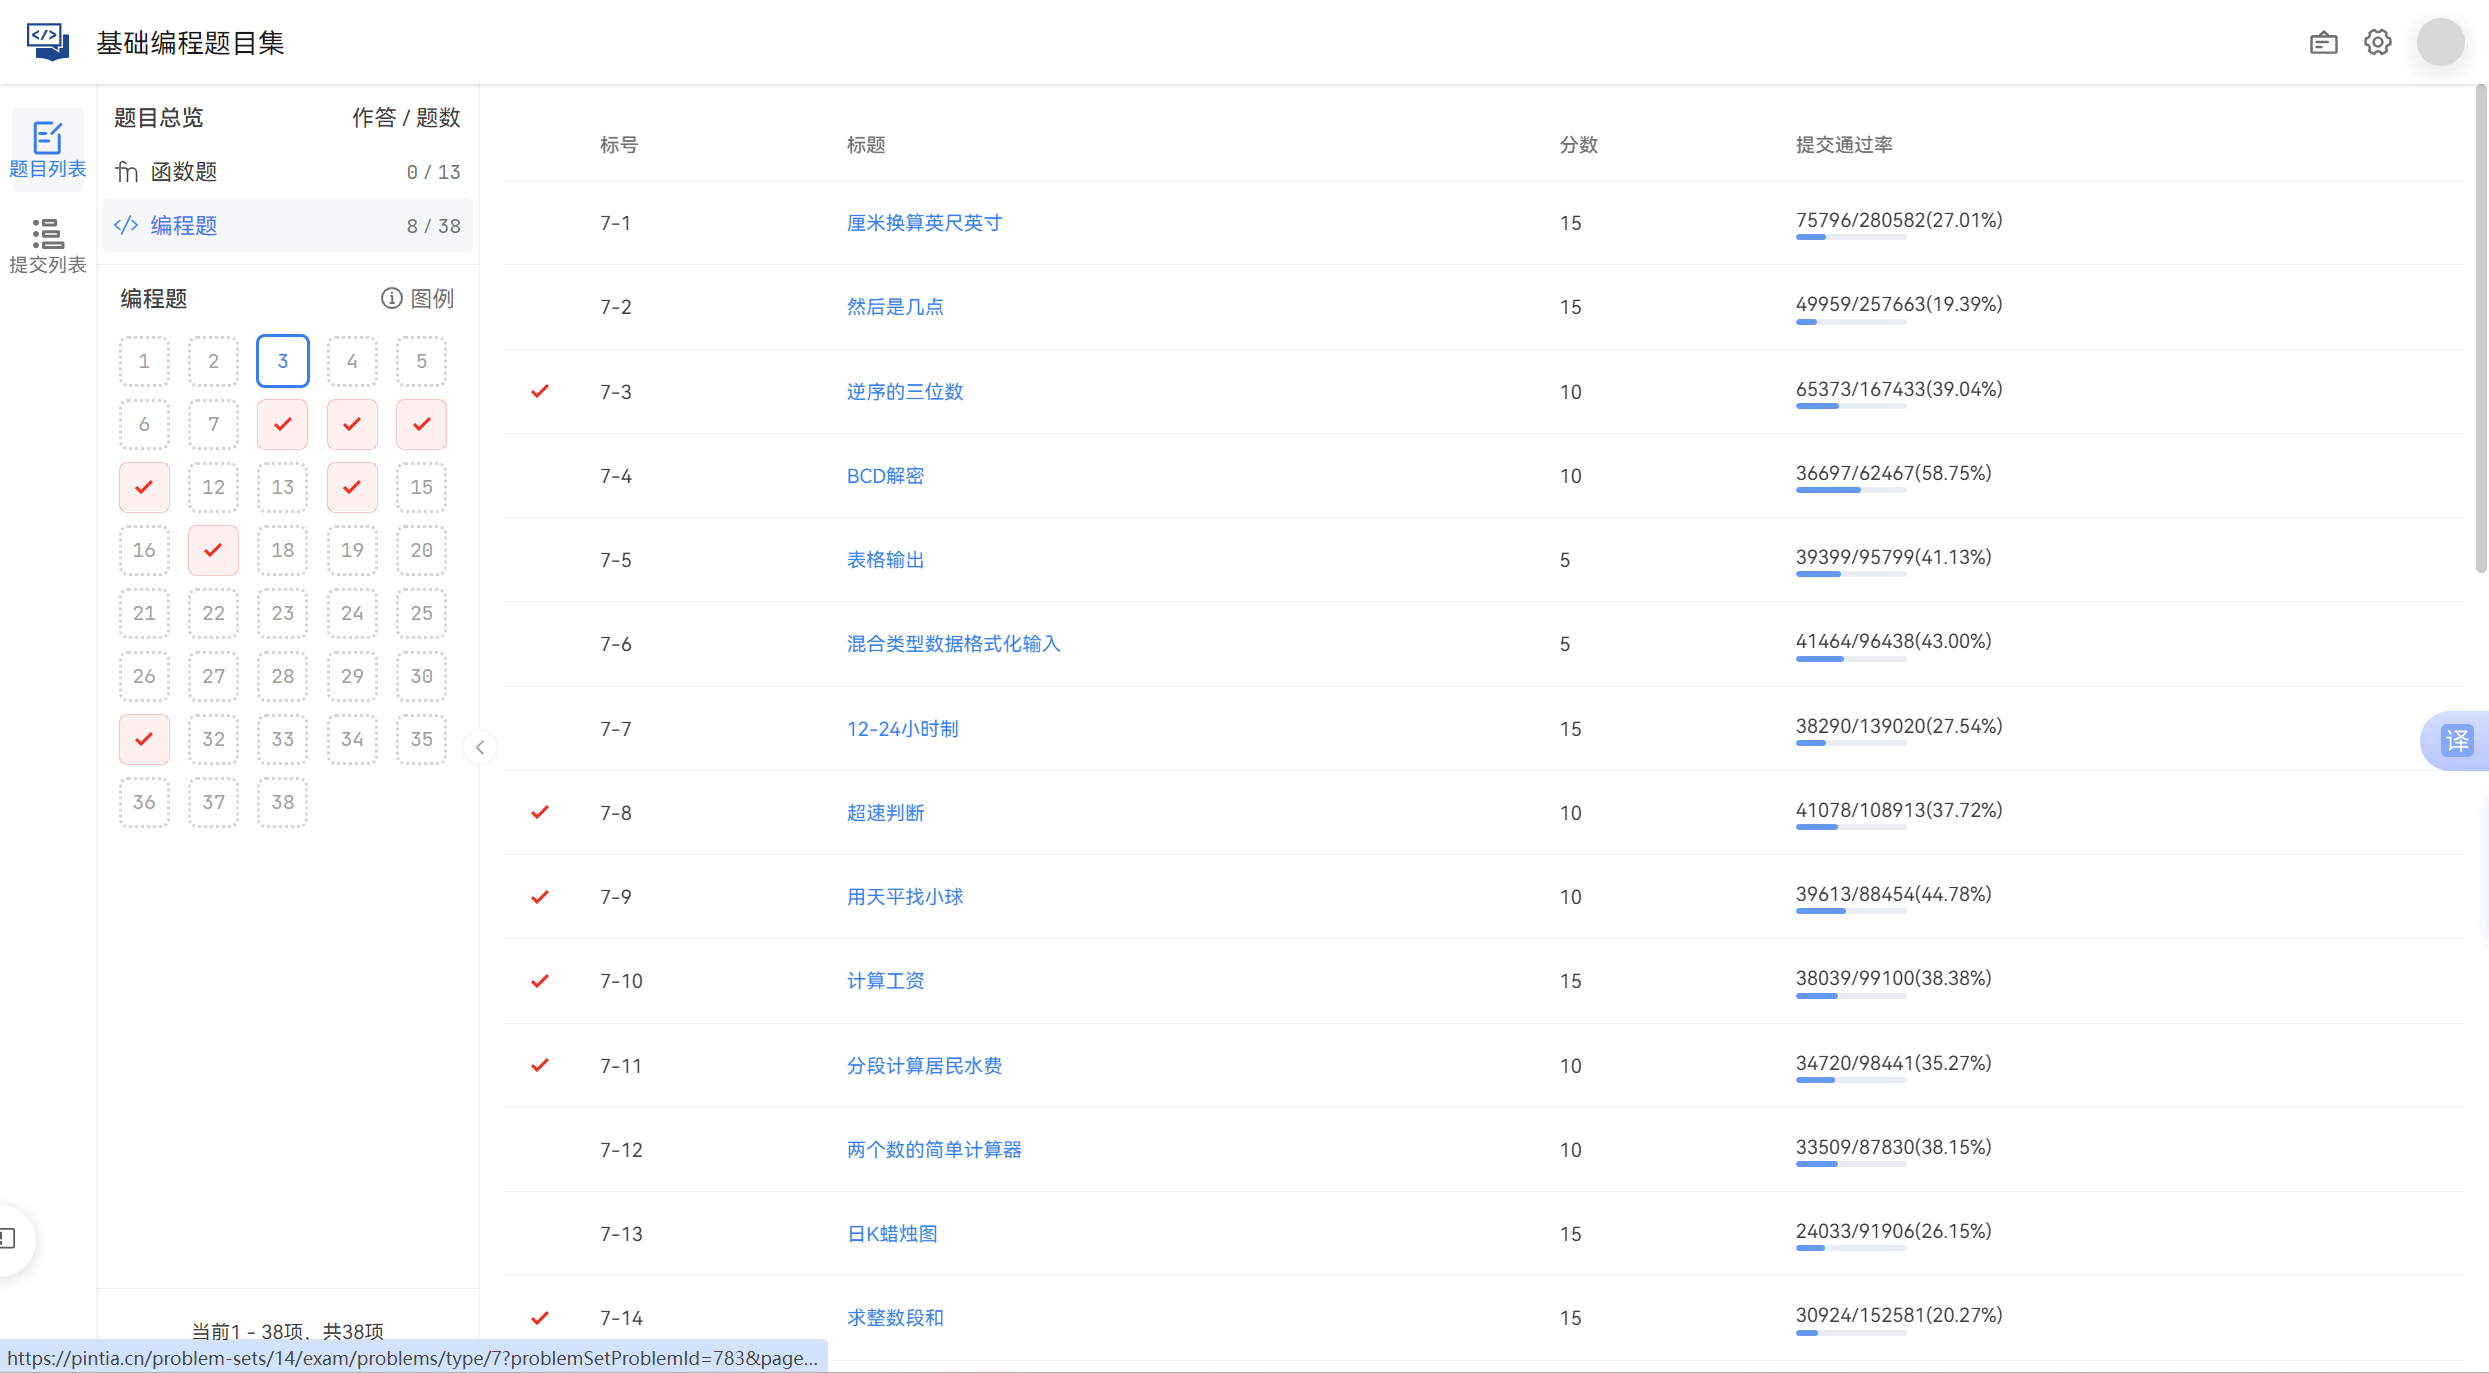 基础编程题目集
题目列表
提交列表
题目总览 作答 / 题数
fn 函数题 0 / 13
</> 编程题 8 / 38
编程题 图例
1 2 3 4 5
6 7
12 13 15
16 18 19 20
21 22 23 24 25
26 27 28 29 30
32 33 34 35
36 37 38
当前1 - 38项，共38项
标号 标题 分数 提交通过率
7-1 厘米换算英尺英寸 15 75796/280582(27.01%)
7-2 然后是几点 15 49959/257663(19.39%)
7-3 逆序的三位数 10 65373/167433(39.04%)
7-4 BCD解密 10 36697/62467(58.75%)
7-5 表格输出 5 39399/95799(41.13%)
7-6 混合类型数据格式化输入 5 41464/96438(43.00%)
7-7 12-24小时制 15 38290/139020(27.54%)
7-8 超速判断 10 41078/108913(37.72%)
7-9 用天平找小球 10 39613/88454(44.78%)
7-10 计算工资 15 38039/99100(38.38%)
7-11 分段计算居民水费 10 34720/98441(35.27%)
7-12 两个数的简单计算器 10 33509/87830(38.15%)
7-13 日K蜡烛图 15 24033/91906(26.15%)
7-14 求整数段和 15 30924/152581(20.27%)
译
https://pintia.cn/problem-sets/14/exam/problems/type/7?problemSetProblemId=783&page...